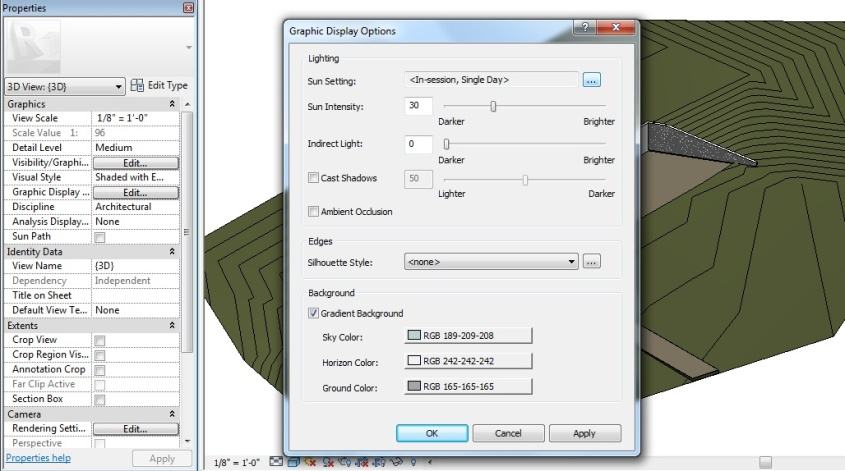 Properties
3D View: {3D}
Edit Type
Graphics
View Scale 1/8" = 1'-0"
Scale Value 1: 96
Detail Level Medium
Visibility/Graphi... Edit...
Visual Style Shaded with E...
Graphic Display ... Edit...
Discipline Architectural
Analysis Display... None
Sun Path
Identity Data
View Name {3D}
Dependency Independent
Title on Sheet
Default View Te... None
Extents
Crop View
Crop Region Vis...
Annotation Crop
Far Clip Active
Section Box
Camera
Rendering Setti... Edit...
Perspective
Properties help Apply
Graphic Display Options
Lighting
Sun Setting: <In-session, Single Day> ...
Sun Intensity: 30
Darker Brighter
Indirect Light: 0
Darker Brighter
Cast Shadows 50
Lighter Darker
Ambient Occlusion
Edges
Silhouette Style: <none> ...
Background
Gradient Background
Sky Color: RGB 189-209-208
Horizon Color: RGB 242-242-242
Ground Color: RGB 165-165-165
OK Cancel Apply
1/8" = 1'-0"